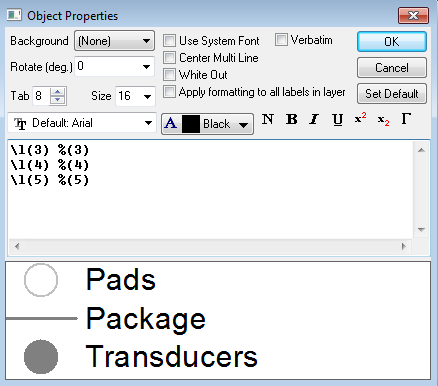 Object Properties
Background (None)
Use System Font
Verbatim
OK
Center Multi Line
Rotate (deg.) 0
White Out
Cancel
Tab 8 Size 16
Apply formatting to all labels in layer
Set Default
Default: Arial
A Black
N B I U x² x₂ Γ
\l(3) %(3)
\l(4) %(4)
\l(5) %(5)
Pads
Package
Transducers